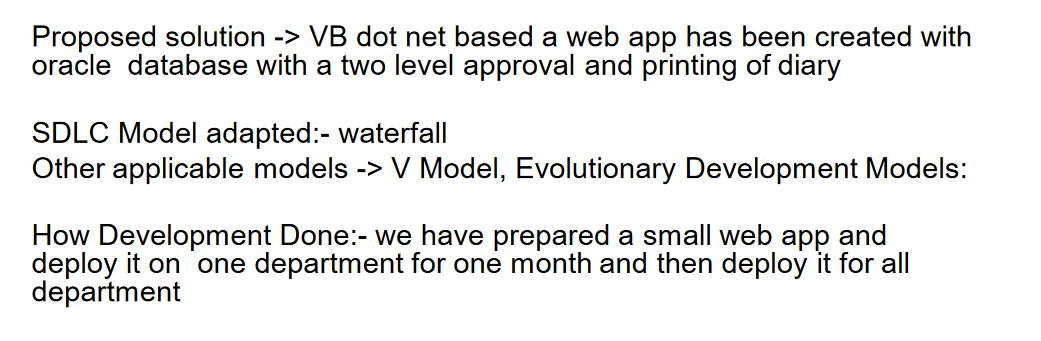 Proposed solution -> VB dot net based a web app has been created with
oracle  database with a two level approval and printing of diary
SDLC Model adapted:- waterfall
Other applicable models -> V Model, Evolutionary Development Models:
How Development Done:- we have prepared a small web app and
deploy it on  one department for one month and then deploy it for all
department